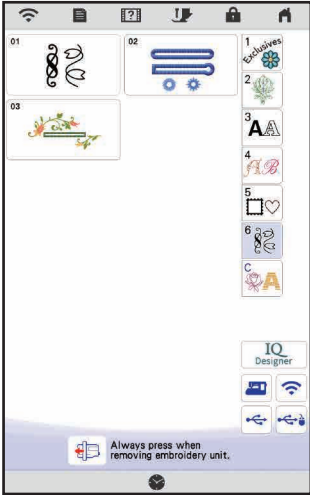 01
02
03
1
Exclusives
2
3
AA
4
AB
5
6
C
A
IQ
Designer
Always press when
removing embroidery unit.